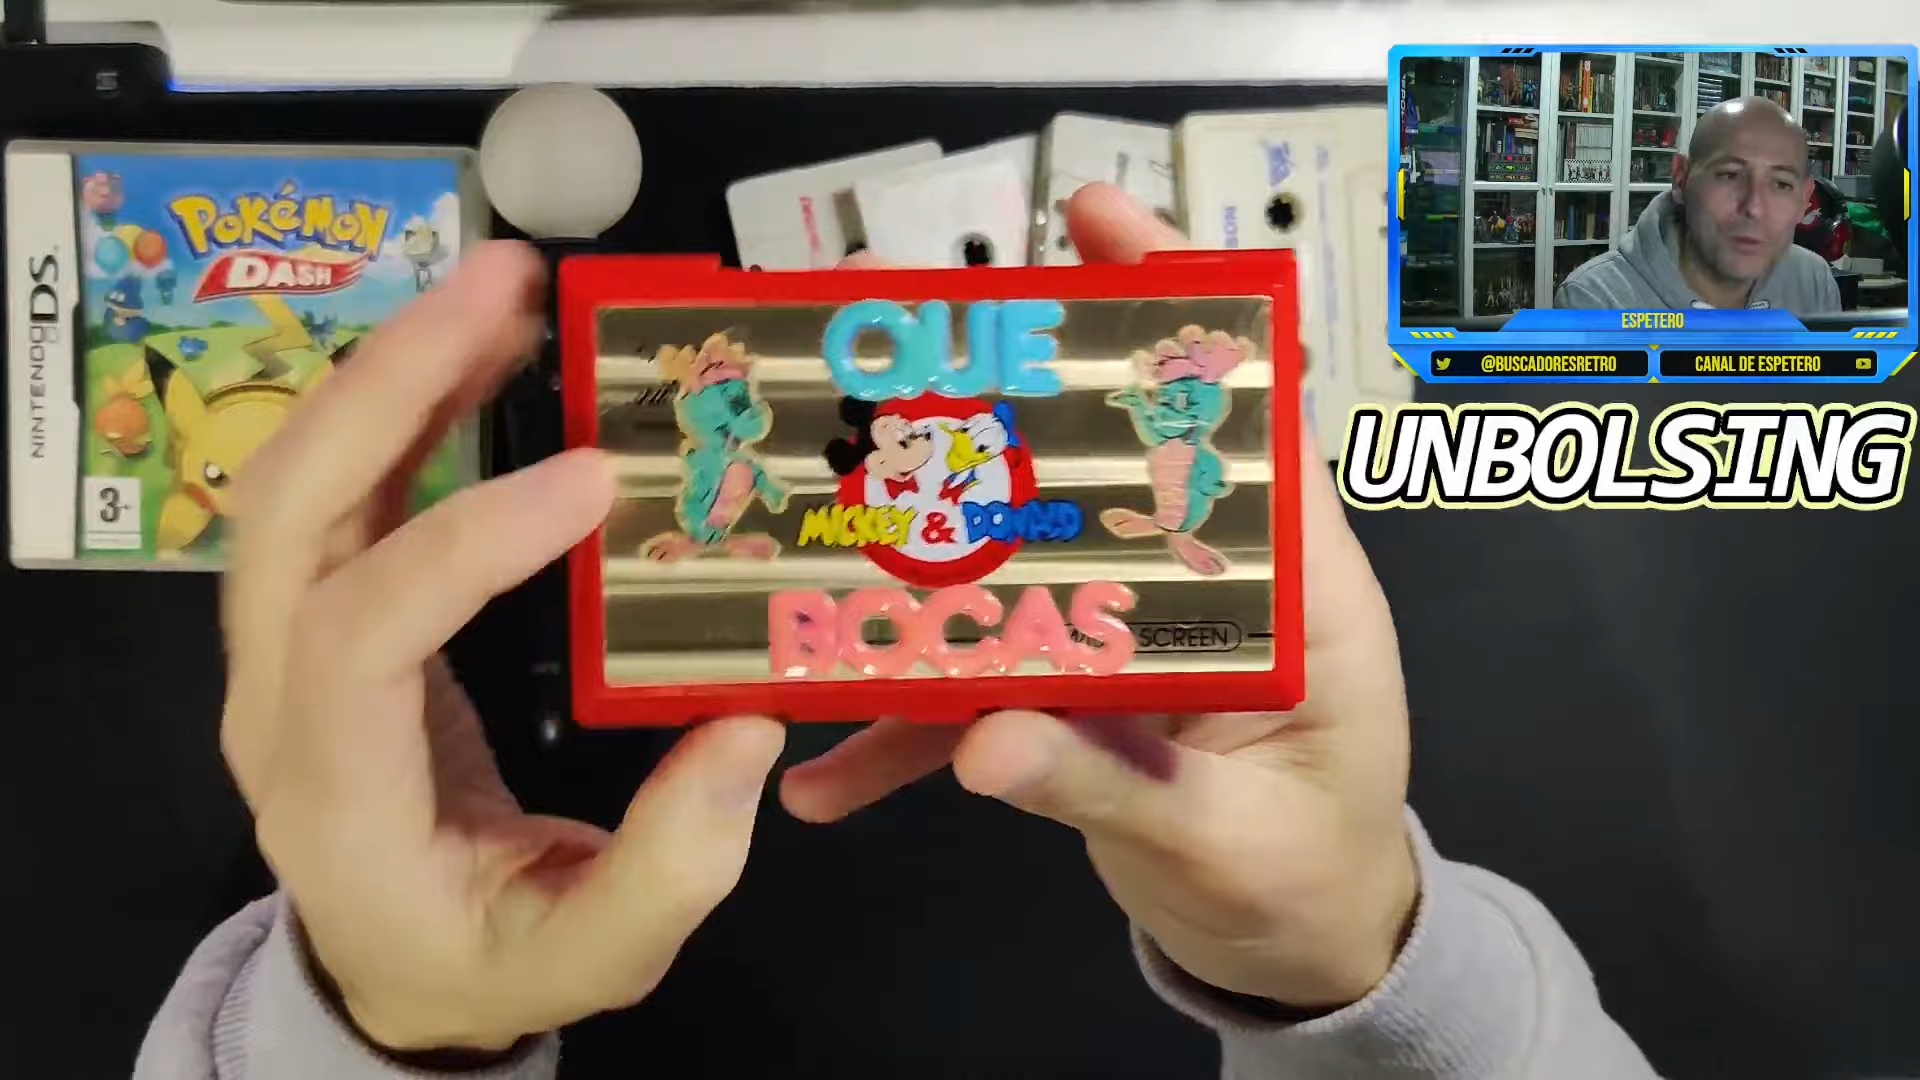 POKÉMON
DASH
NINTENDO DS
3+
QUE
MICKEY & DONALD
BOCAS
SCREEN
ESPETERO
@BUSCADORESRETRO
CANAL DE ESPETERO
UNBOLSING